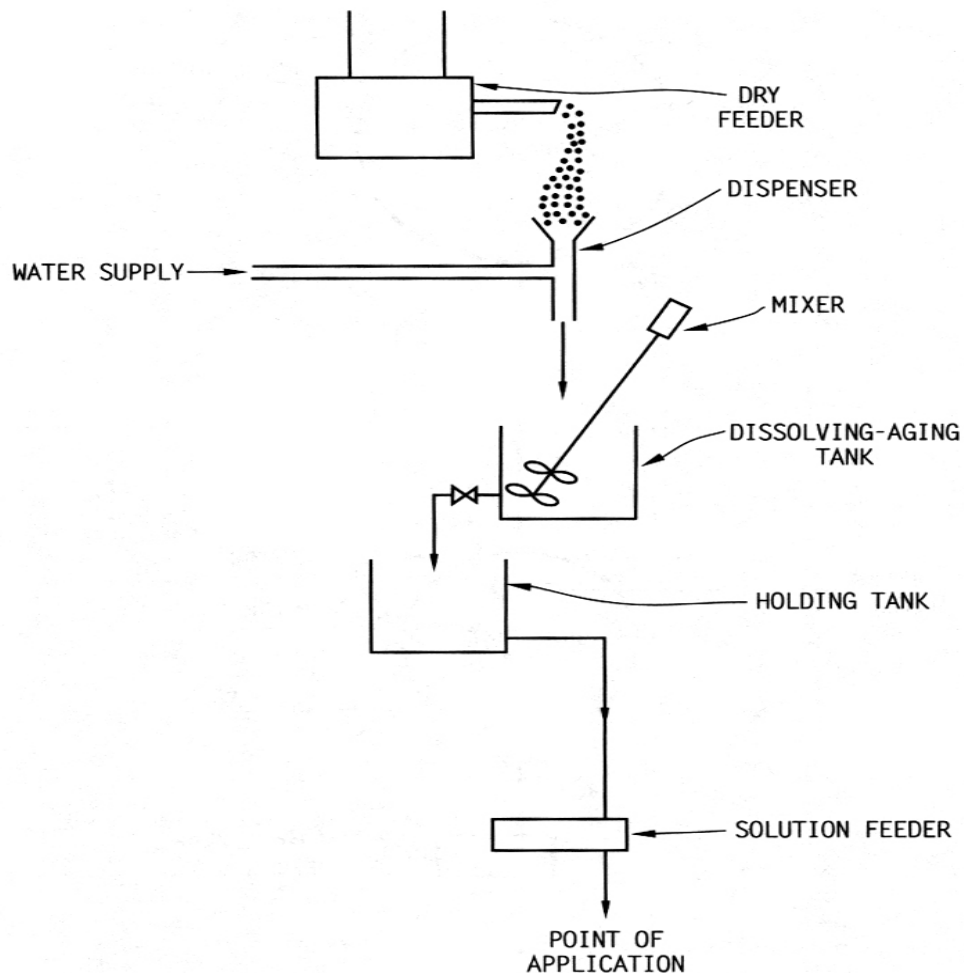 DRY
FEEDER
DISPENSER
WATER SUPPLY
MIXER
DISSOLVING-AGING
TANK
HOLDING TANK
SOLUTION FEEDER
POINT OF
APPLICATION